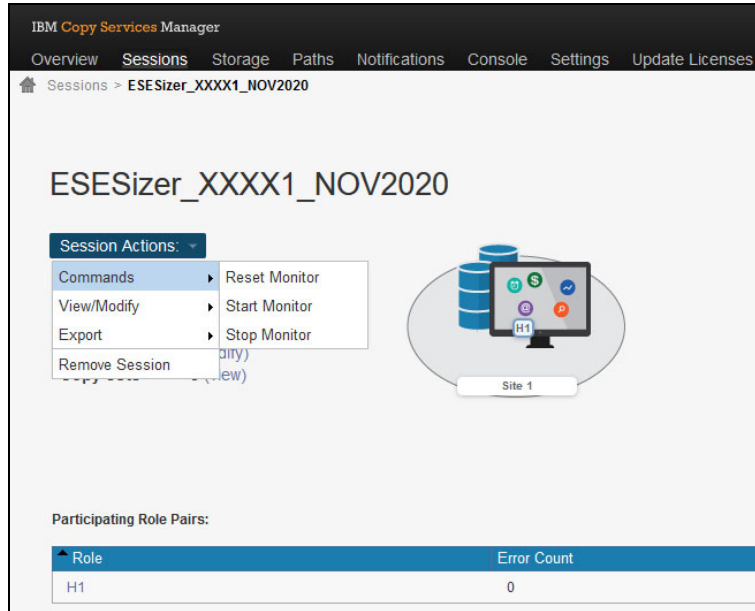 IBM Copy Services Manager
Overview Sessions Storage Paths Notifications Console Settings Update Licenses
Sessions > ESESizer_XXXX1_NOV2020
ESESizer_XXXX1_NOV2020
Session Actions:
Commands Reset Monitor
View/Modify Start Monitor
Export Stop Monitor
Remove Session
H1
Site 1
Participating Role Pairs:
Role Error Count
H1 0